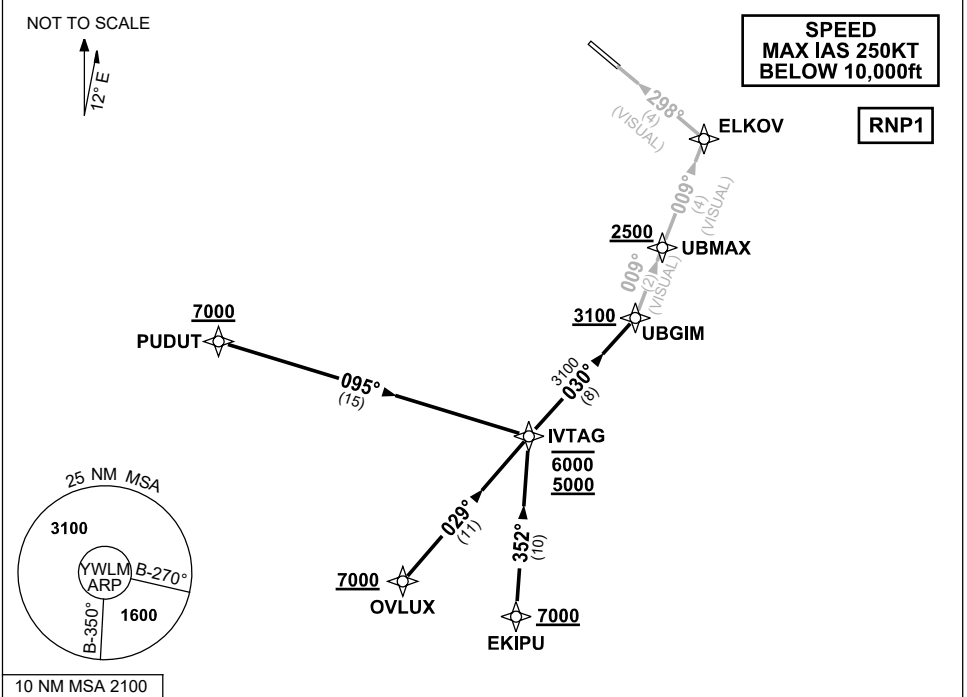 NOT TO SCALE
12° E
SPEED
MAX IAS 250KT
BELOW 10,000ft
RNP1
298°
(4)
(VISUAL)
ELKOV
009°
(4)
(VISUAL)
2500
UBMAX
009°
(2)
(VISUAL)
3100
UBGIM
7000
PUDUT
095°
(15)
3100
030°
(8)
IVTAG
6000
5000
029°
(11)
352°
(10)
7000
OVLUX
7000
EKIPU
25 NM MSA
3100
YWLM
ARP
B-270°
B-350°
1600
10 NM MSA 2100